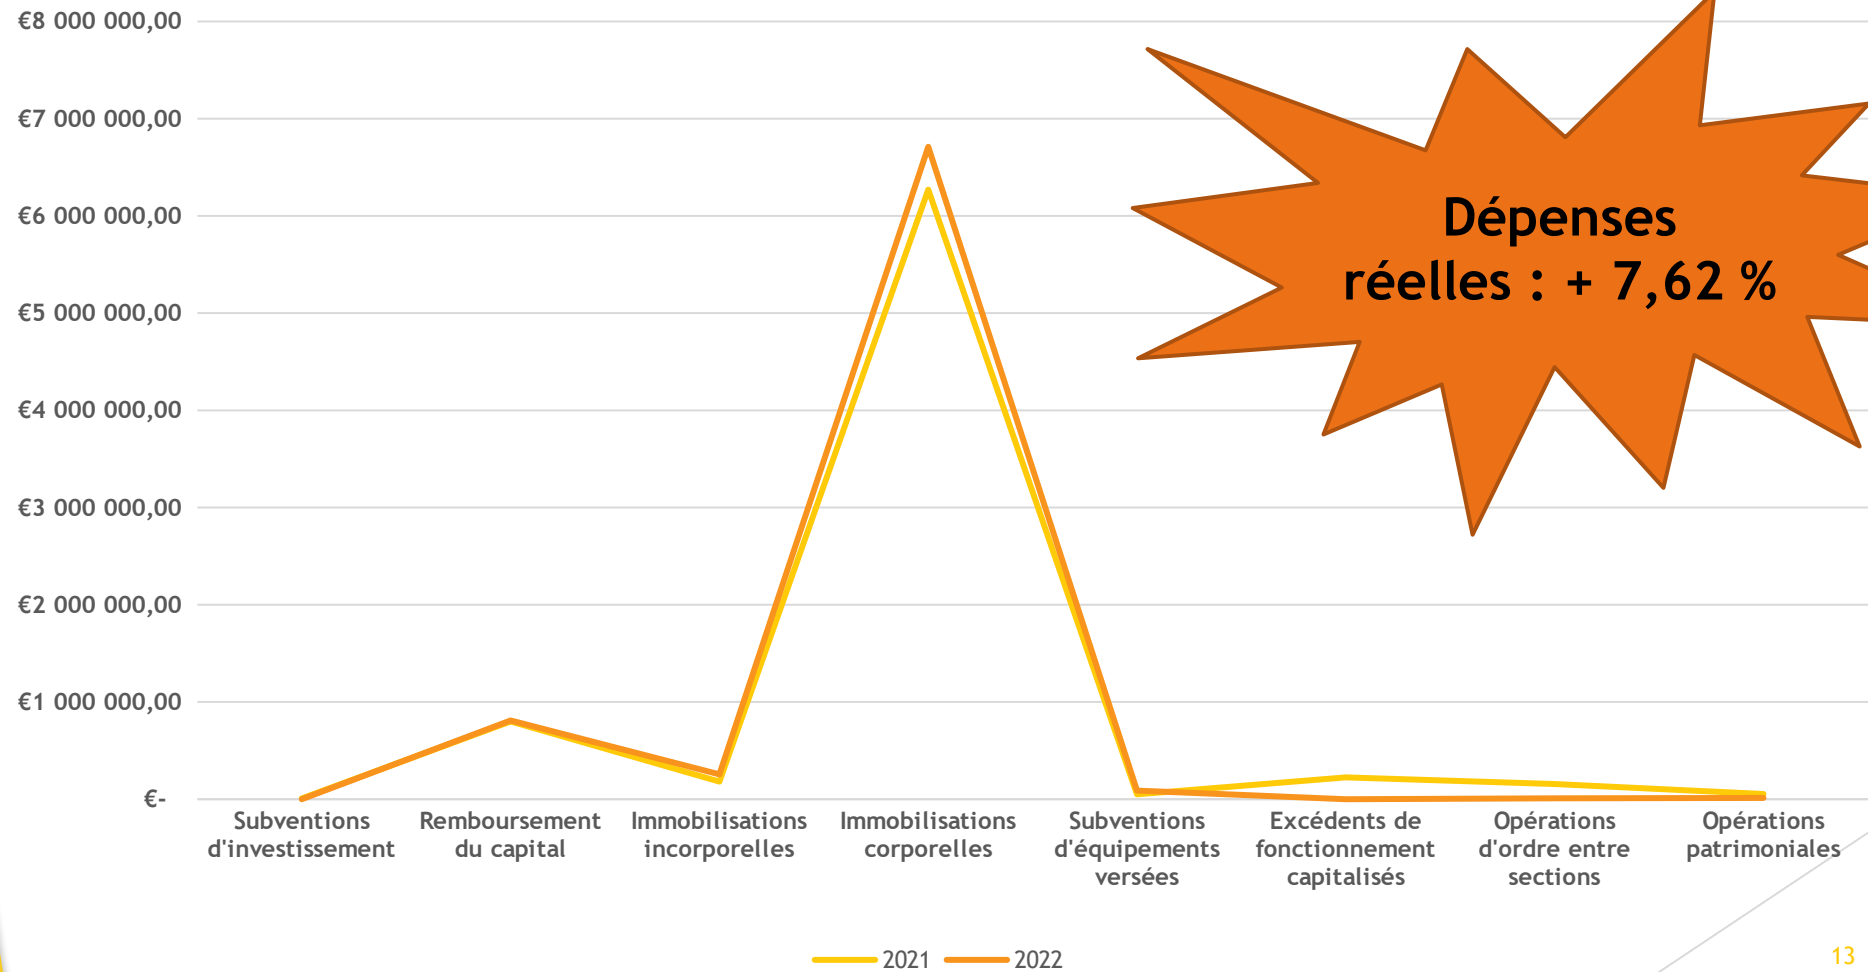 €8 000 000,00
€7 000 000,00
€6 000 000,00
€5 000 000,00
€4 000 000,00
€3 000 000,00
€2 000 000,00
€1 000 000,00
€-
Dépenses
réelles : + 7,62 %
Subventions
d'investissement
Remboursement
du capital
Immobilisations
incorporelles
Immobilisations
corporelles
Subventions
d'équipements
versées
Excédents de
fonctionnement
capitalisés
Opérations
d'ordre entre
sections
Opérations
patrimoniales
2021
2022
13